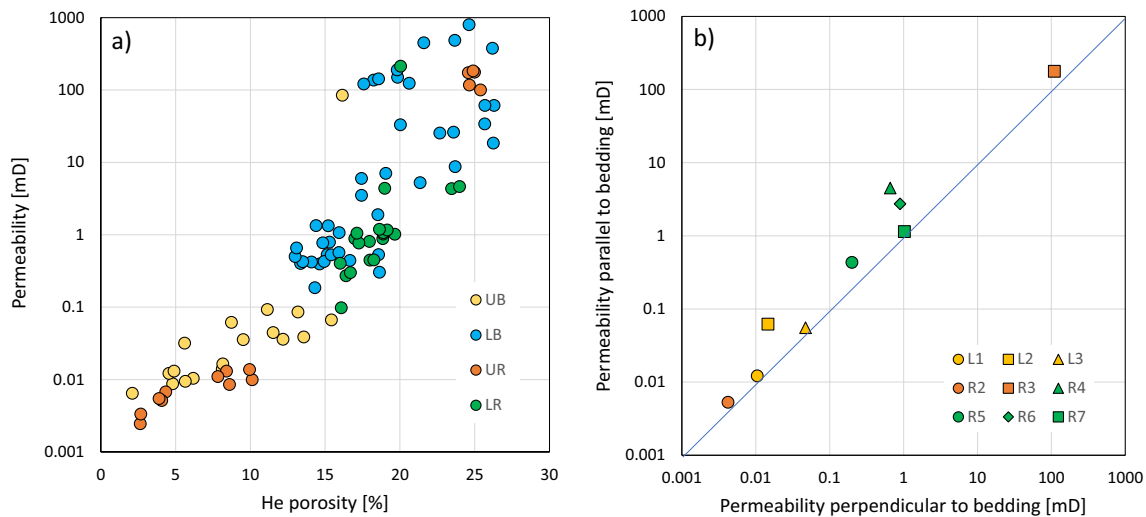 a)
1000
100
10
1
0.1
0.01
0.001
Permeability [mD]
0 5 10 15 20 25 30
He porosity [%]
UB
LB
UR
LR
b)
1000
100
10
1
0.1
0.01
0.001
Permeability parallel to bedding [mD]
0.001 0.01 0.1 1 10 100 1000
Permeability perpendicular to bedding [mD]
L1 L2 L3
R2 R3 R4
R5 R6 R7